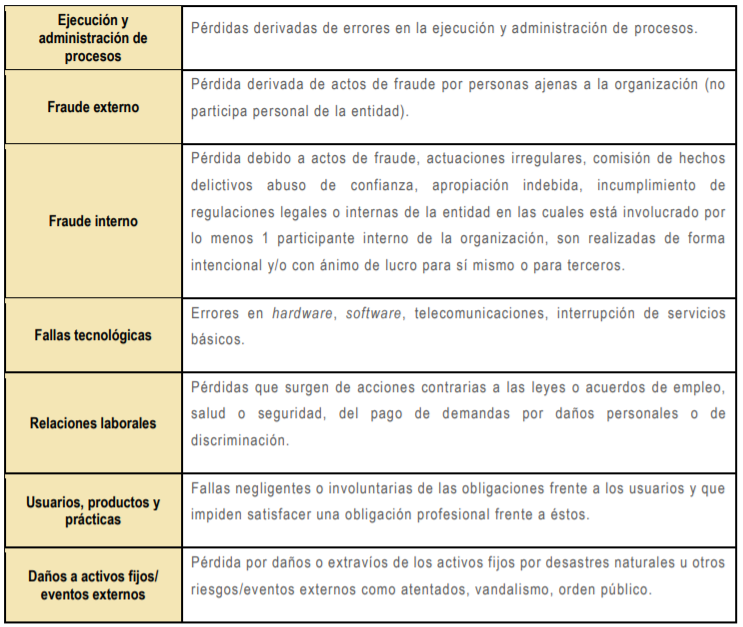 Ejecución y
administración de
procesos
Pérdidas derivadas de errores en la ejecución y administración de procesos.
Fraude externo
Pérdida derivada de actos de fraude por personas ajenas a la organización (no
participa personal de la entidad).
Fraude interno
Pérdida debido a actos de fraude, actuaciones irregulares, comisión de hechos
delictivos abuso de confianza, apropiación indebida, incumplimiento de
regulaciones legales o internas de la entidad en las cuales está involucrado por
lo menos 1 participante interno de la organización, son realizadas de forma
intencional y/o con ánimo de lucro para sí mismo o para terceros.
Fallas tecnológicas
Errores en hardware, software, telecomunicaciones, interrupción de servicios
básicos.
Relaciones laborales
Pérdidas que surgen de acciones contrarias a las leyes o acuerdos de empleo,
salud o seguridad, del pago de demandas por daños personales o de
discriminación.
Usuarios, productos y
prácticas
Fallas negligentes o involuntarias de las obligaciones frente a los usuarios y que
impiden satisfacer una obligación profesional frente a éstos.
Daños a activos fijos/
eventos externos
Pérdida por daños o extravíos de los activos fijos por desastres naturales u otros
riesgos/eventos externos como atentados, vandalismo, orden público.